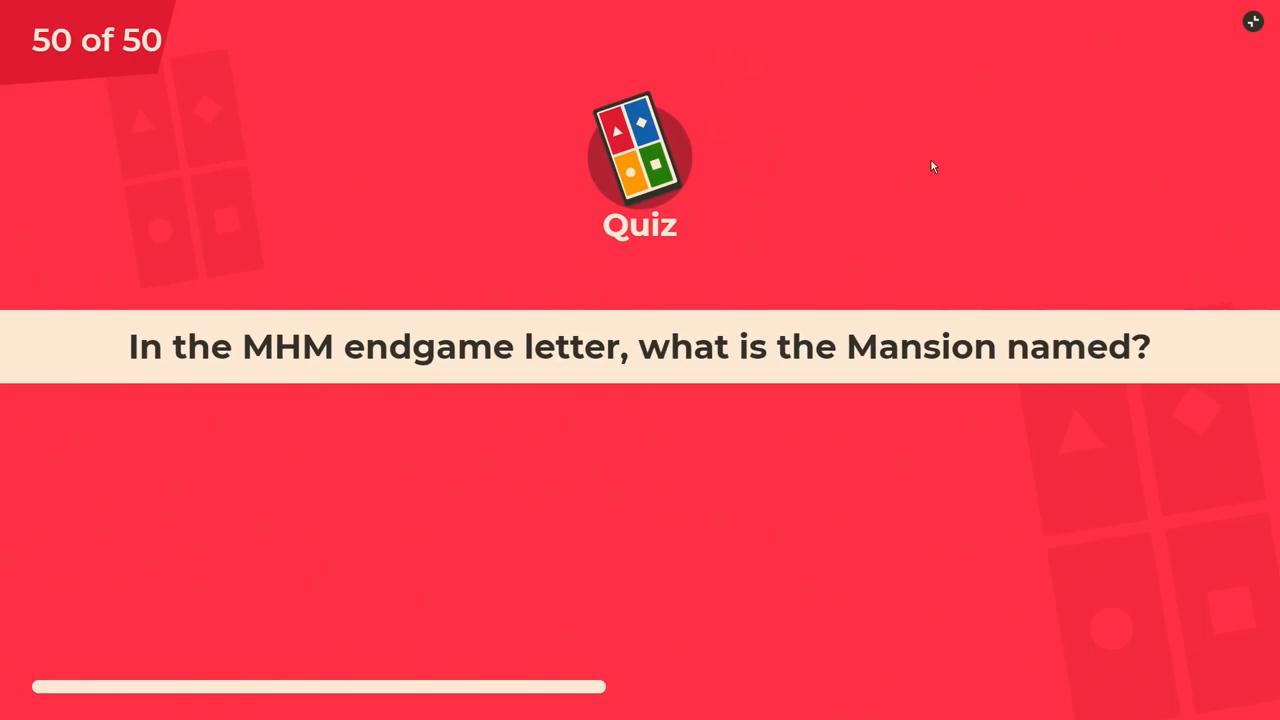 50 of 50
Quiz
In the MHM endgame letter, what is the Mansion named?